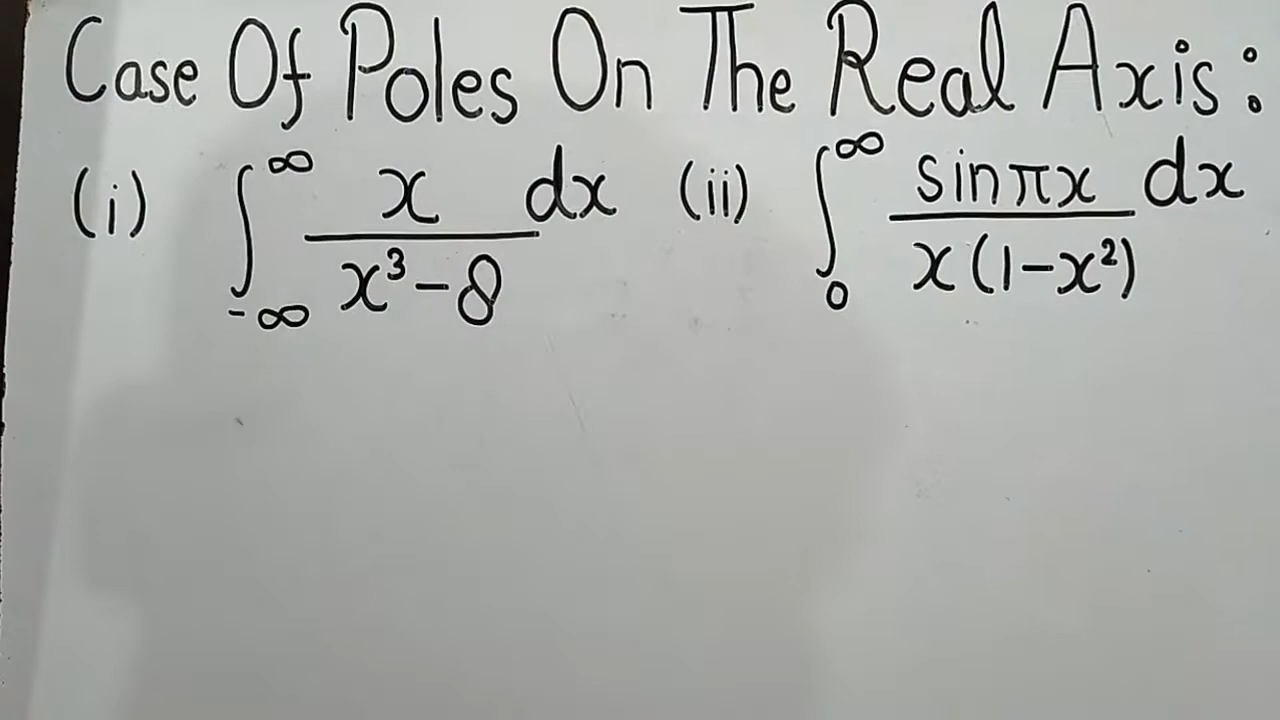 Case Of Poles On The Real Axis:
(i) ∫_{-∞}^{∞} x/(x³-8) dx (ii) ∫_{0}^{∞} sinπx/(x(1-x²)) dx